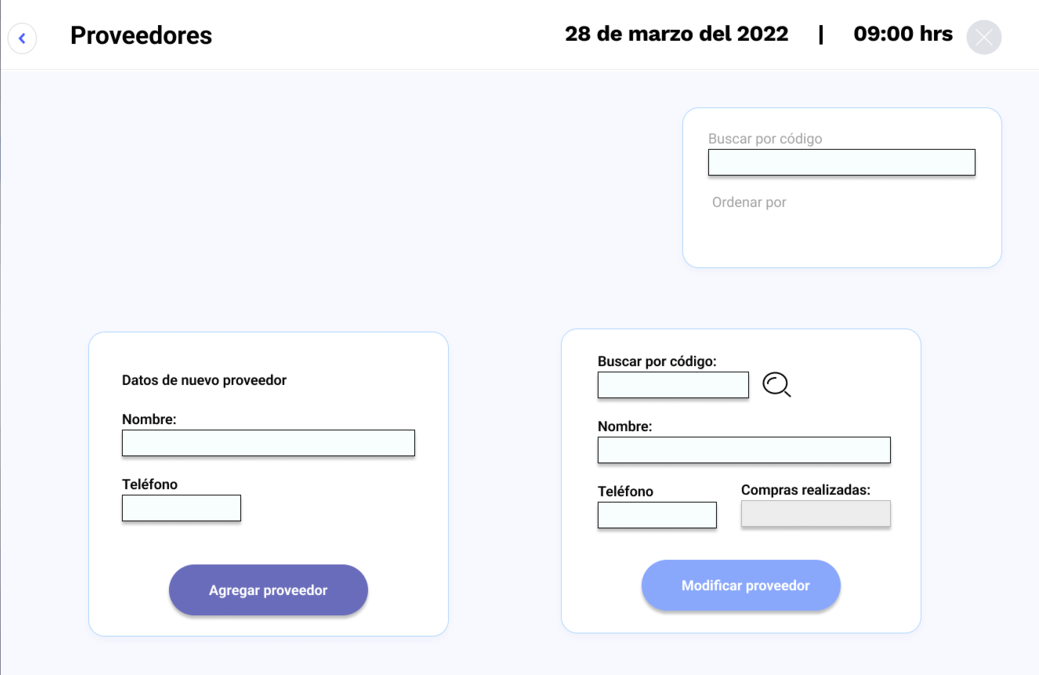 Proveedores
28 de marzo del 2022 | 09:00 hrs
Buscar por código
Ordenar por
Datos de nuevo proveedor
Nombre:
Teléfono
Agregar proveedor
Buscar por código:
Nombre:
Teléfono
Compras realizadas:
Modificar proveedor